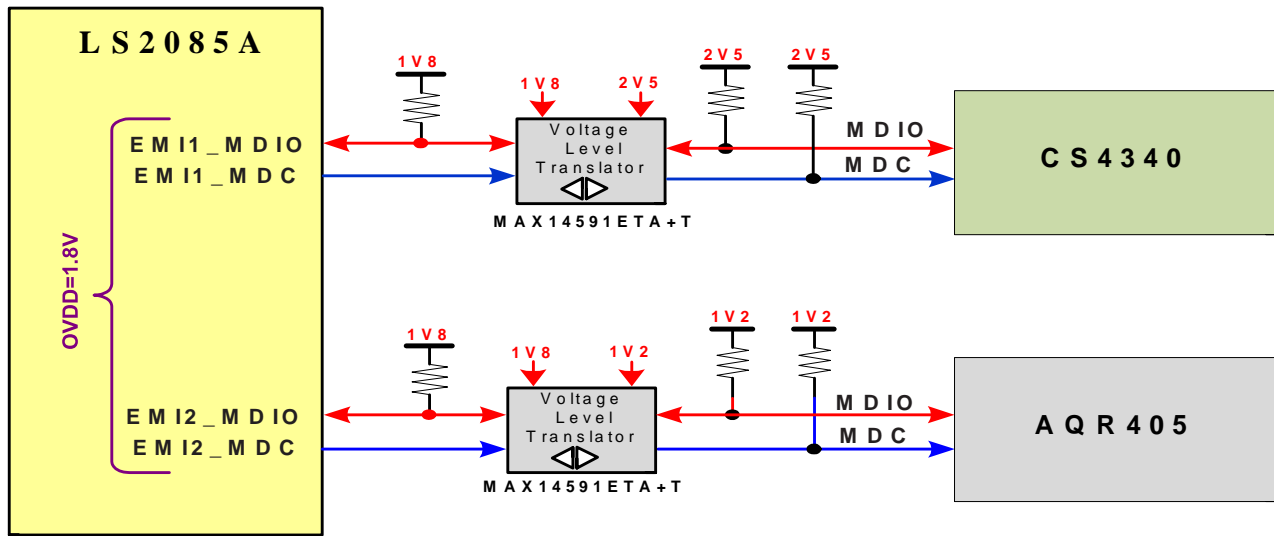 LS2085A
1V8
2V5
2V5
1V8
2V5
EMI1_MDIO
EMI1_MDC
Voltage
Level
Translator
MAX14591ETA+T
MDIO
MDC
CS4340
OVDD=1.8V
1V8
1V2
1V2
1V8
1V2
EMI2_MDIO
EMI2_MDC
Voltage
Level
Translator
MAX14591ETA+T
MDIO
MDC
AQR405